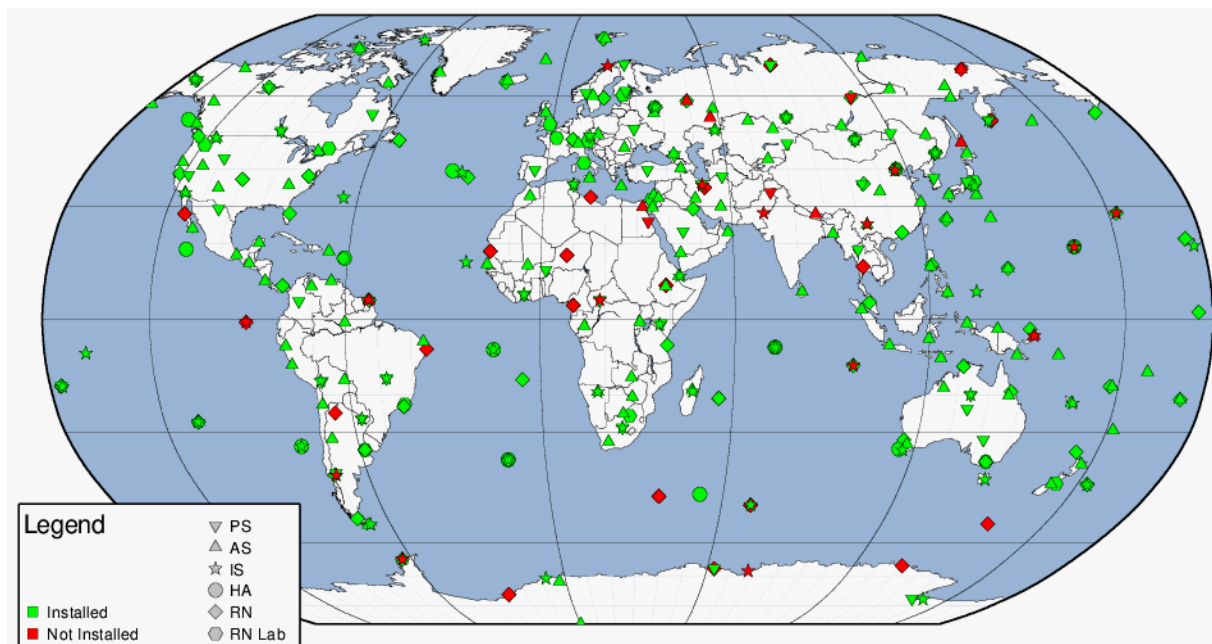 Legend
PS
AS
IS
HA
Installed
RN
Not Installed
RN Lab